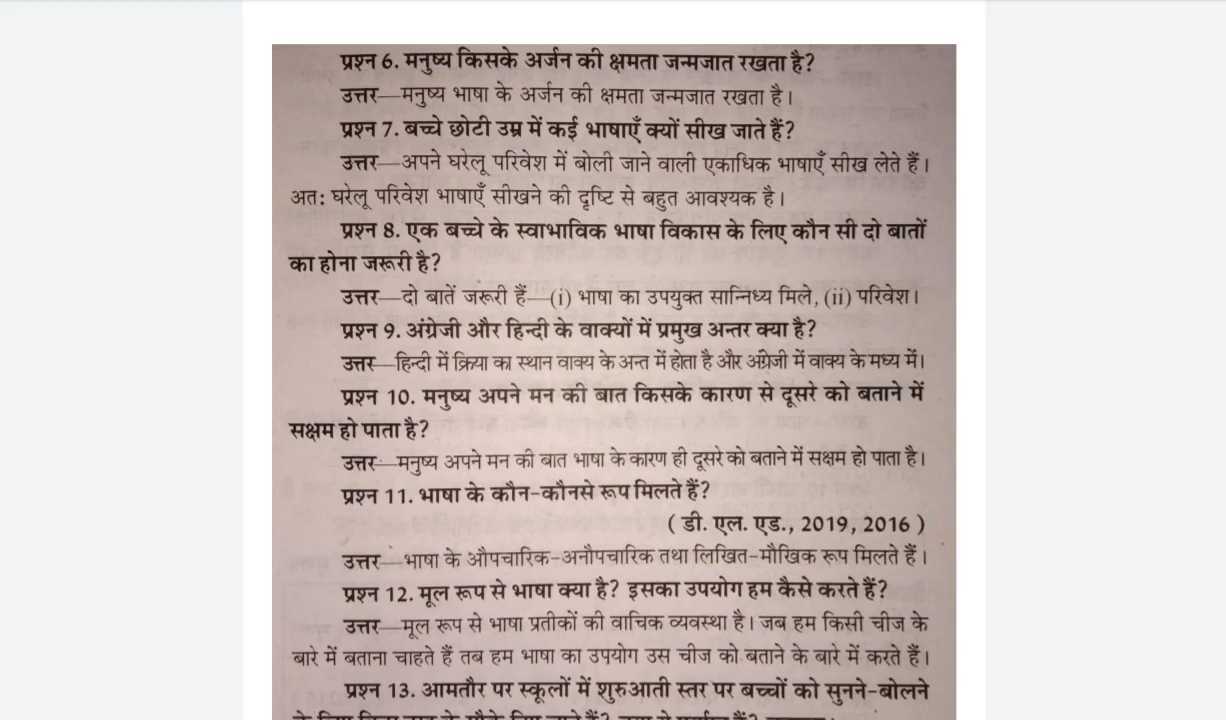 प्रश्न 6. मनुष्य किसके अर्जन की क्षमता जन्मजात रखता है?
उत्तर—मनुष्य भाषा के अर्जन की क्षमता जन्मजात रखता है।
प्रश्न 7. बच्चे छोटी उम्र में कई भाषाएँ क्यों सीख जाते हैं?
उत्तर—अपने घरेलू परिवेश में बोली जाने वाली एकाधिक भाषाएँ सीख लेते हैं।
अत: घरेलू परिवेश भाषाएँ सीखने की दृष्टि से बहुत आवश्यक है।
प्रश्न 8. एक बच्चे के स्वाभाविक भाषा विकास के लिए कौन सी दो बातों
का होना जरूरी है?
उत्तर—दो बातें जरूरी हैं—(i) भाषा का उपयुक्त सान्निध्य मिले, (ii) परिवेश।
प्रश्न 9. अंग्रेजी और हिन्दी के वाक्यों में प्रमुख अन्तर क्या है?
उत्तर—हिन्दी में क्रिया का स्थान वाक्य के अन्त में होता है और अंग्रेजी में वाक्य के मध्य में।
प्रश्न 10. मनुष्य अपने मन की बात किसके कारण से दूसरे को बताने में
सक्षम हो पाता है?
उत्तर—मनुष्य अपने मन की बात भाषा के कारण ही दूसरे को बताने में सक्षम हो पाता है।
प्रश्न 11. भाषा के कौन-कौनसे रूप मिलते हैं?
( डी. एल. एड., 2019, 2016 )
उत्तर—भाषा के औपचारिक-अनौपचारिक तथा लिखित-मौखिक रूप मिलते हैं।
प्रश्न 12. मूल रूप से भाषा क्या है? इसका उपयोग हम कैसे करते हैं?
उत्तर—मूल रूप से भाषा प्रतीकों की वाचिक व्यवस्था है। जब हम किसी चीज के
बारे में बताना चाहते हैं तब हम भाषा का उपयोग उस चीज को बताने के बारे में करते हैं।
प्रश्न 13. आमतौर पर स्कूलों में शुरुआती स्तर पर बच्चों को सुनने-बोलने